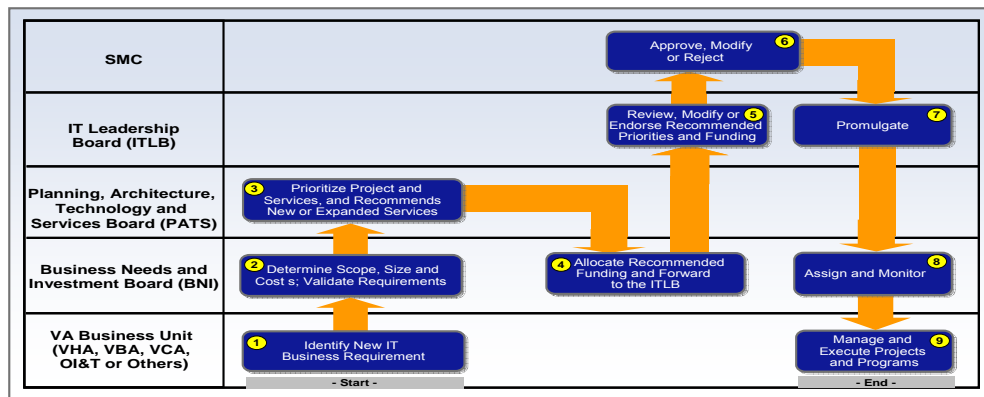 SMC
6
Approve, Modify
or Reject
IT Leadership
Board (ITLB)
5
Review, Modify or
Endorse Recommended
Priorities and Funding
7
Promulgate
Planning, Architecture,
Technology and
Services Board (PATS)
3
Prioritize Project and
Services, and Recommends
New or Expanded Services
Business Needs and
Investment Board (BNI)
2
Determine Scope, Size and
Cost s; Validate Requirements
4
Allocate Recommended
Funding and Forward
to the ITLB
8
Assign and Monitor
VA Business Unit
(VHA, VBA, VCA,
OI&T or Others)
1
Identify New IT
Business Requirement
9
Manage and
Execute Projects
and Programs
- Start -
- End -